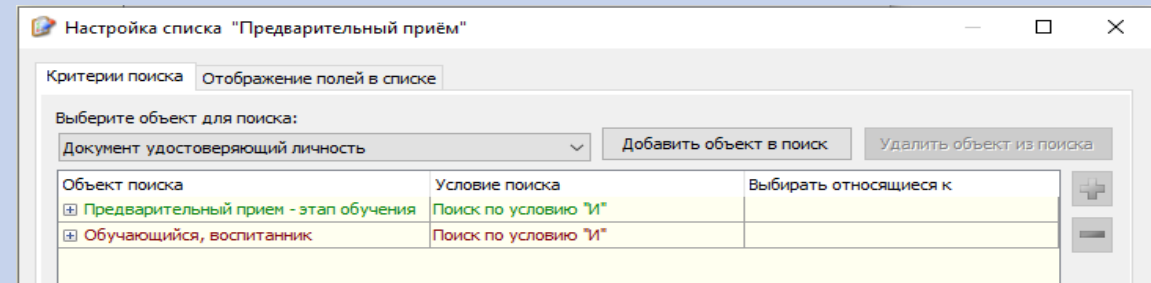 Настройка списка "Предварительный приём"
Критерии поиска Отображение полей в списке
Выберите объект для поиска:
Документ удостоверяющий личность Добавить объект в поиск Удалить объект из поиска
Объект поиска Условие поиска Выбирать относящиеся к
Предварительный прием - этап обучения Поиск по условию "И"
Обучающийся, воспитанник Поиск по условию "И"